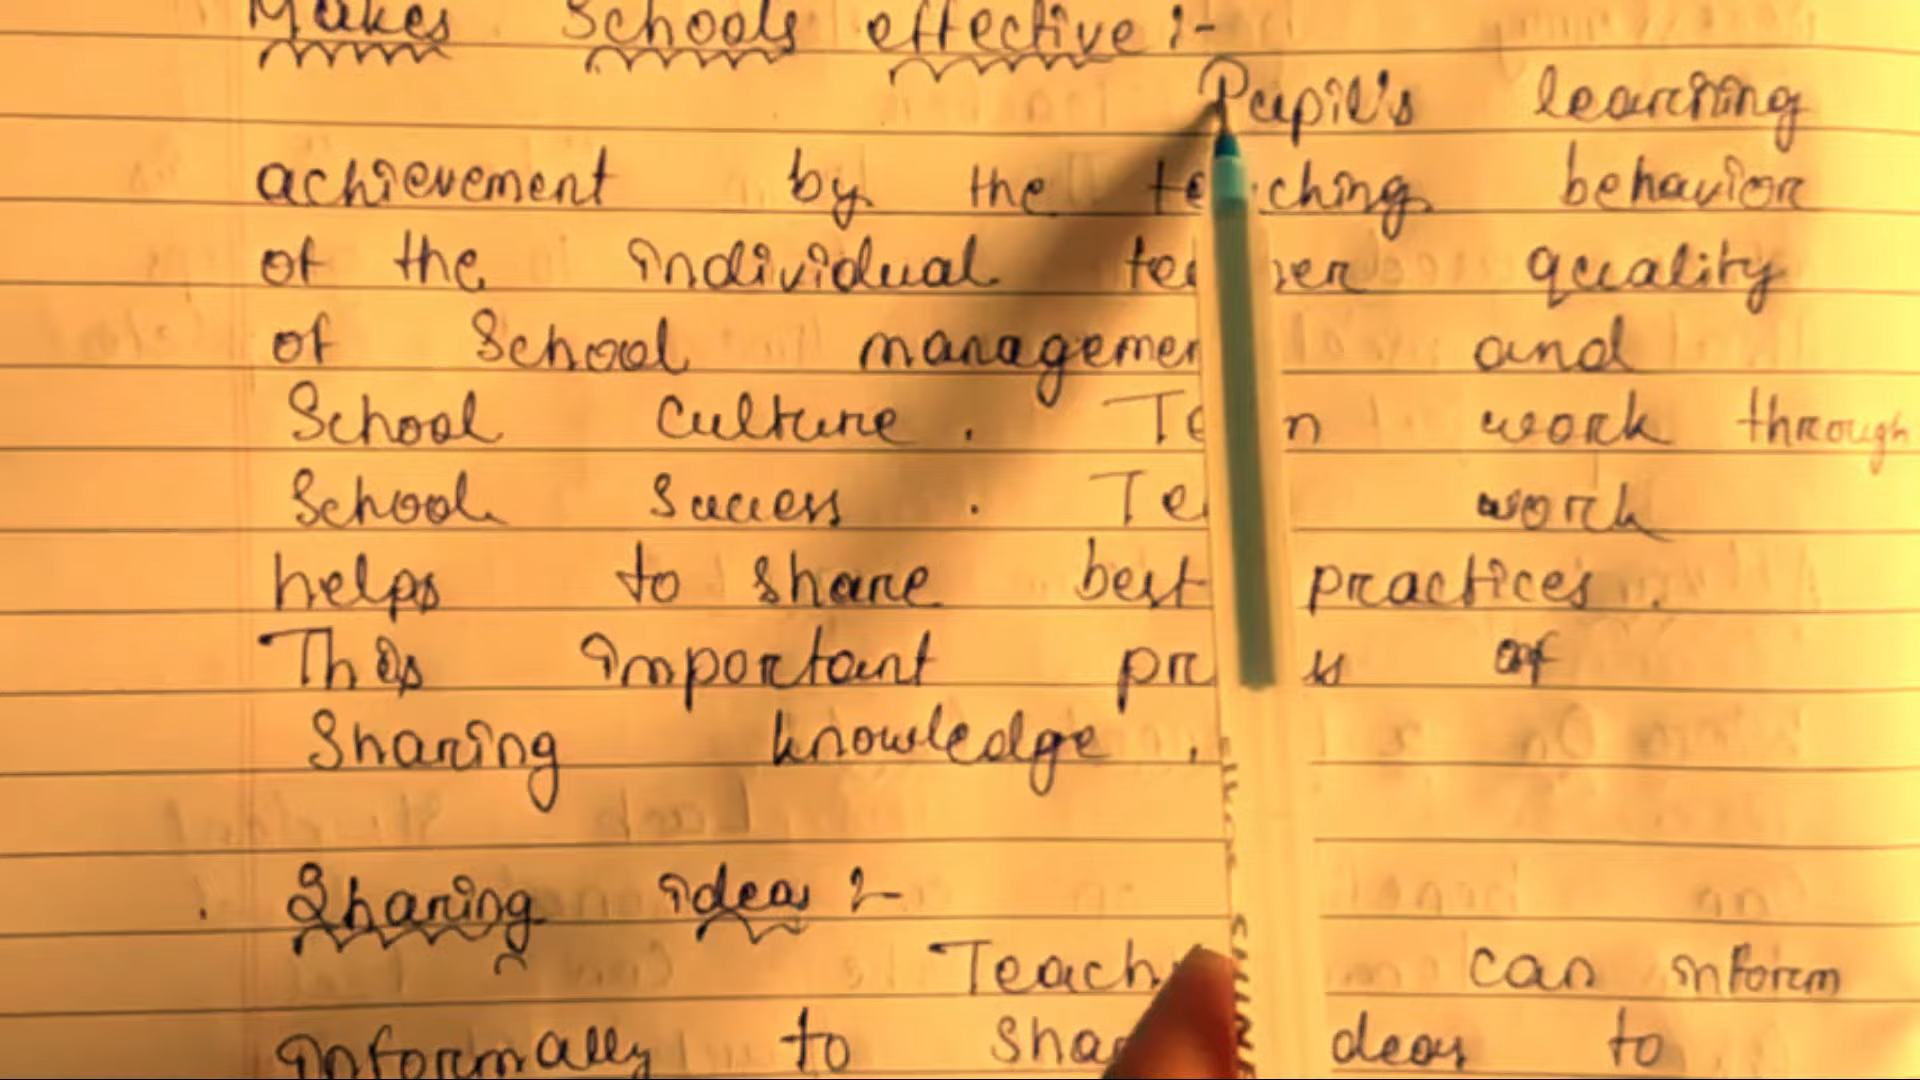 Makes Schools effective :-
Pupil's learning
achievement by the teaching behavior
of the individual quality
of School and
School Culture . work through
School Success . work
helps to share best practices .
This important of
Sharing knowledge .
. Sharing ideas :-
can inform
informally to to